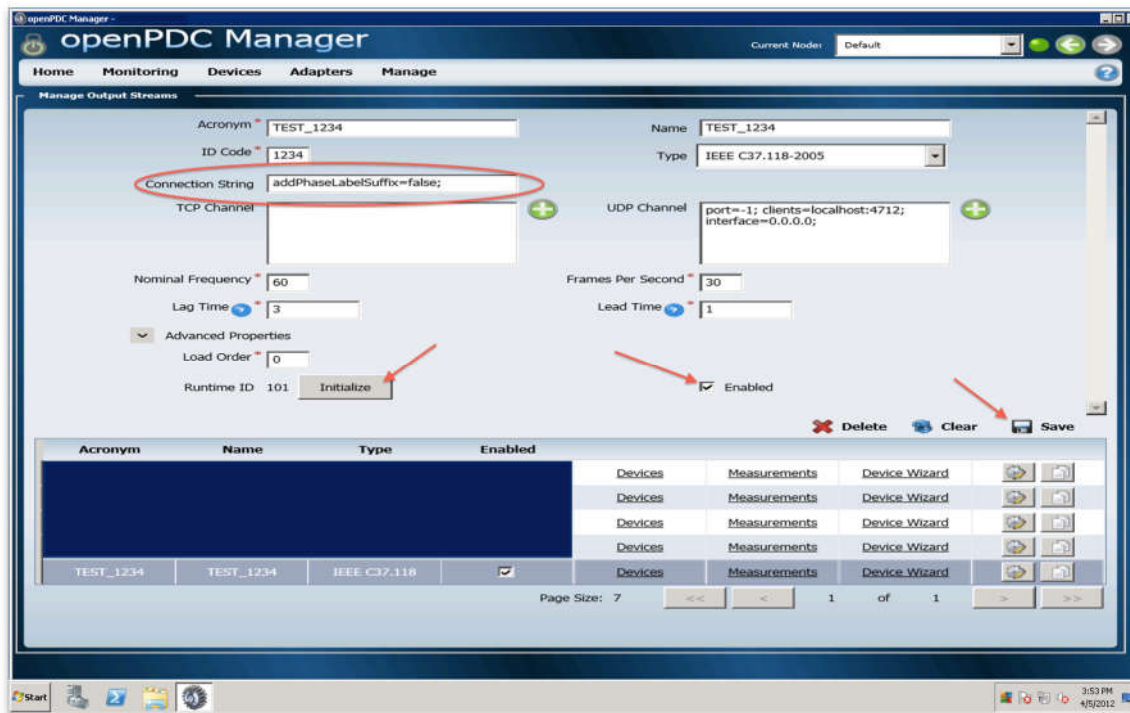 openPDC Manager -
openPDC Manager
Current Node:
Default
Home Monitoring Devices Adapters Manage
Manage Output Streams
Acronym * TEST_1234
Name TEST_1234
ID Code * 1234
Type IEEE C37.118-2005
Connection String addPhaseLabelSuffix=false;
TCP Channel
UDP Channel port=-1; clients=localhost:4712;
interface=0.0.0.0;
Nominal Frequency * 60
Frames Per Second * 30
Lag Time ? * 3
Lead Time ? * 1
Advanced Properties
Load Order * 0
Runtime ID 101 Initialize
Enabled
Delete Clear Save
Acronym Name Type Enabled
Devices Measurements Device Wizard
Devices Measurements Device Wizard
Devices Measurements Device Wizard
Devices Measurements Device Wizard
TEST_1234 TEST_1234 IEEE C37.118 Devices Measurements Device Wizard
Page Size: 7 << < 1 of 1 > >>
Start
3:53 PM
4/5/2012